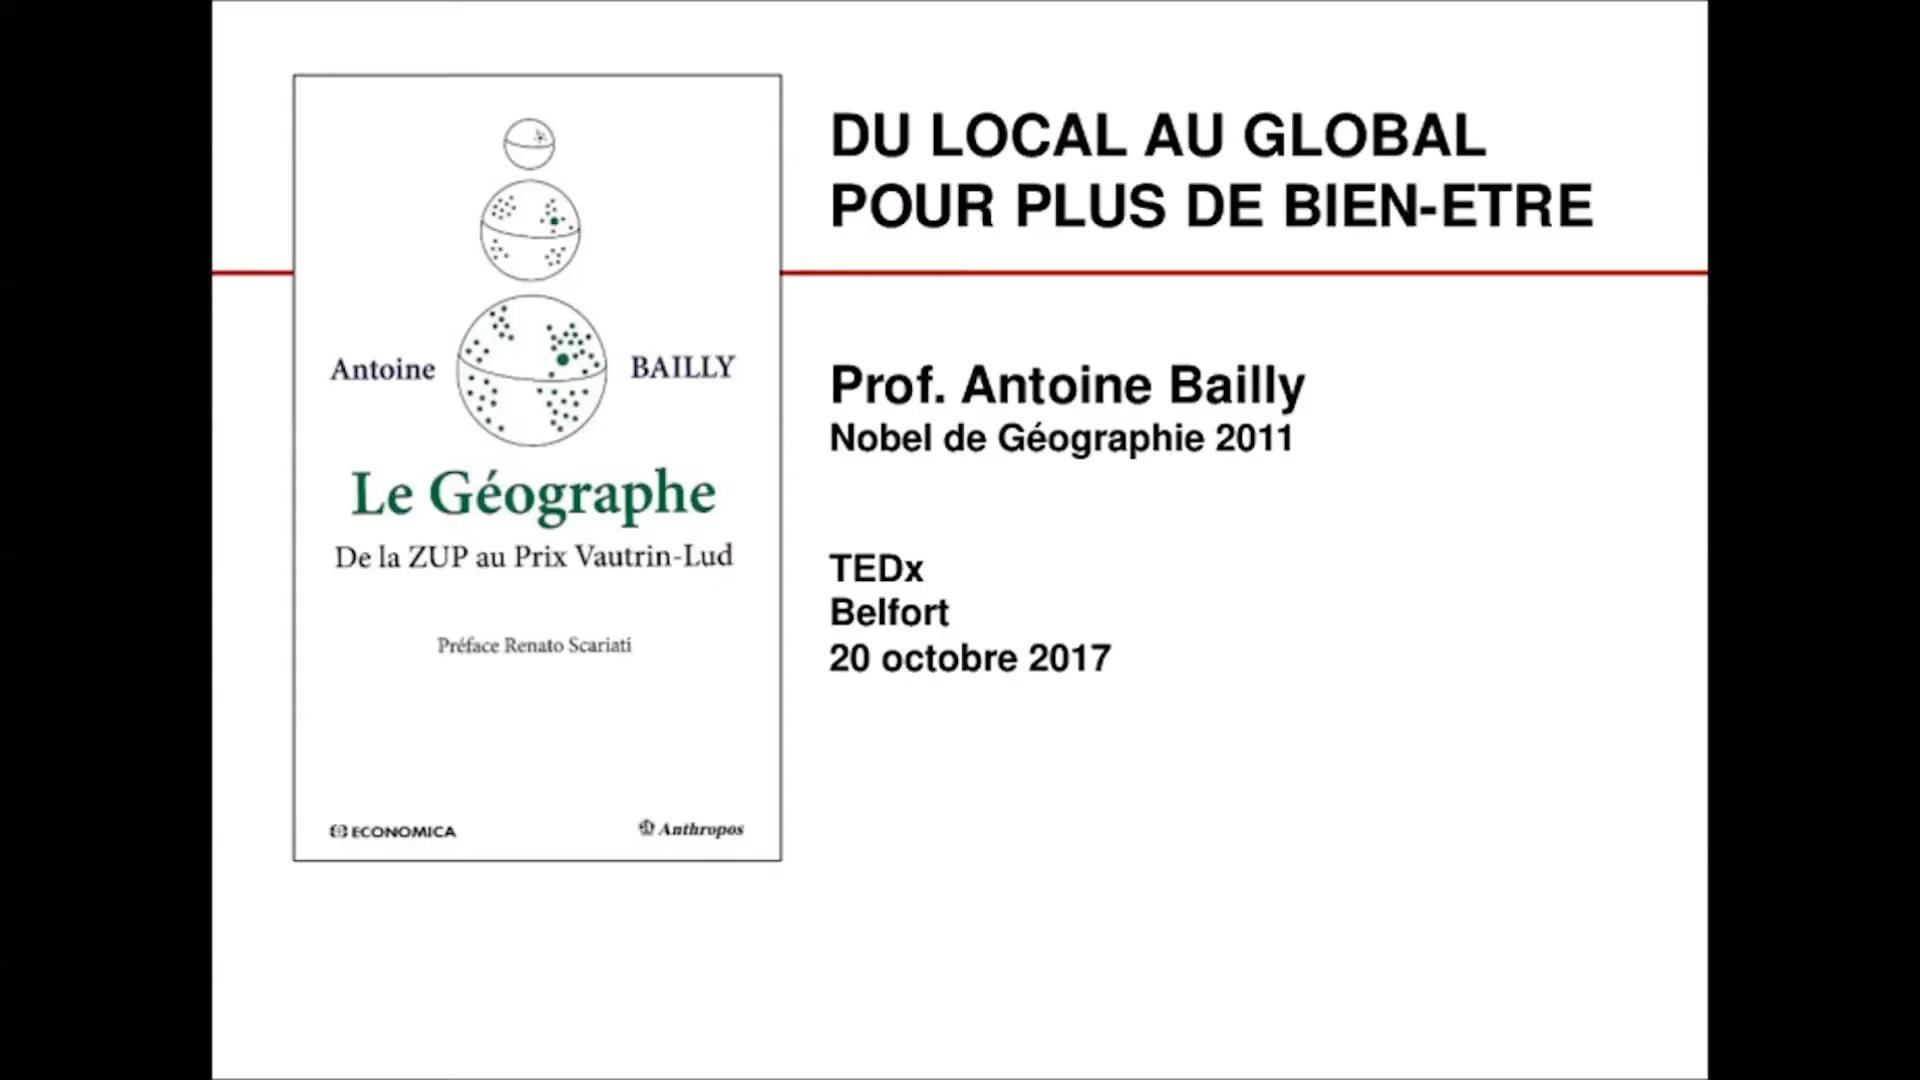 Antoine BAILLY
Le Géographe
De la ZUP au Prix Vautrin-Lud
Préface Renato Scariati
ECONOMICA
Anthropos
DU LOCAL AU GLOBAL
POUR PLUS DE BIEN-ETRE
Prof. Antoine Bailly
Nobel de Géographie 2011
TEDx
Belfort
20 octobre 2017